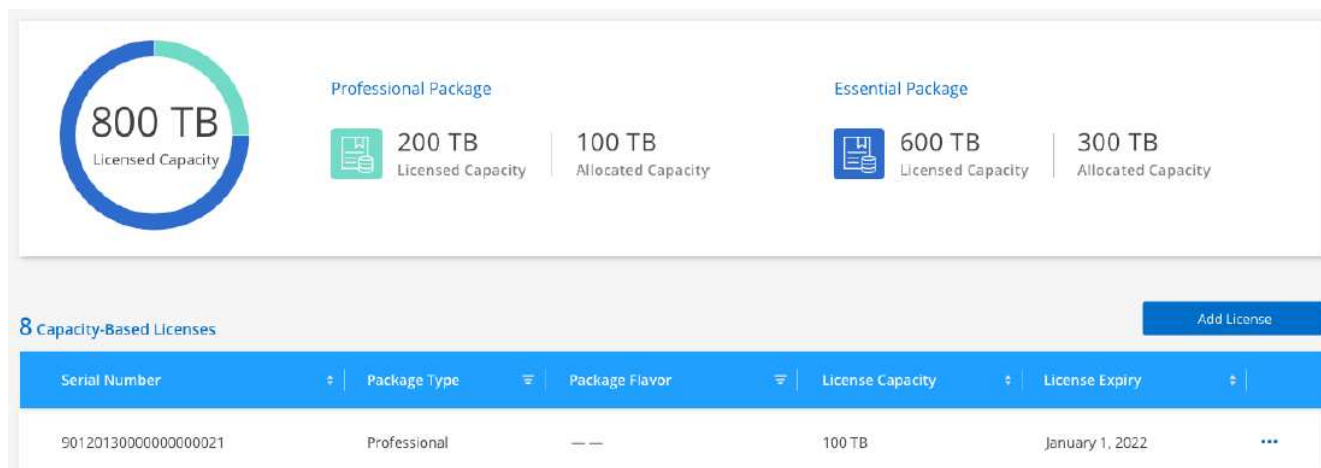 800 TB
Licensed Capacity
Professional Package
200 TB
Licensed Capacity
100 TB
Allocated Capacity
Essential Package
600 TB
Licensed Capacity
300 TB
Allocated Capacity
8 Capacity-Based Licenses
Add License
Serial Number Package Type Package Flavor License Capacity License Expiry
90120130000000000021 Professional — — 100 TB January 1, 2022 ...